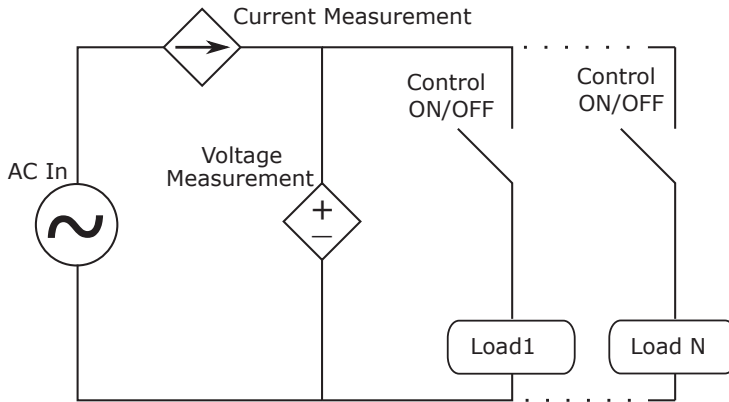 Current Measurement
Control
ON/OFF
Control
ON/OFF
Voltage
Measurement
AC In
+
−
Load1
Load N